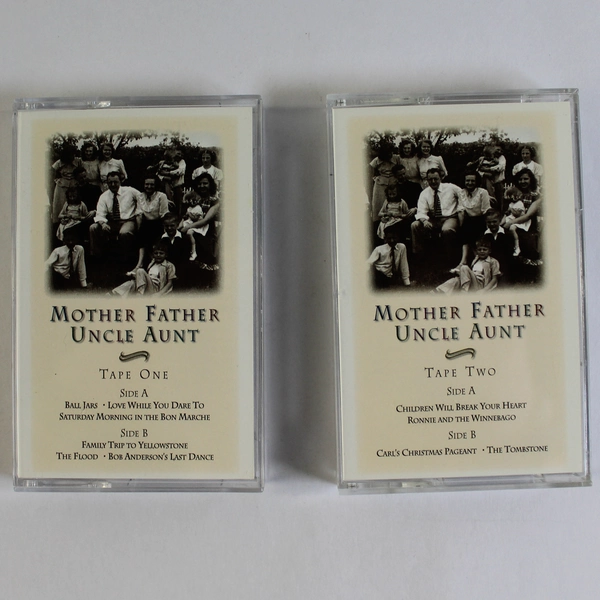 MOTHER FATHER
UNCLE AUNT
TAPE ONE
SIDE A
BALL JARS • LOVE WHILE YOU DARE TO
SATURDAY MORNING IN THE BON MARCHE
SIDE B
FAMILY TRIP TO YELLOWSTONE
THE FLOOD • BOB ANDERSON'S LAST DANCE
MOTHER FATHER
UNCLE AUNT
TAPE TWO
SIDE A
CHILDREN WILL BREAK YOUR HEART
RONNIE AND THE WINNEBAGO
SIDE B
CARL'S CHRISTMAS PAGEANT • THE TOMBSTONE